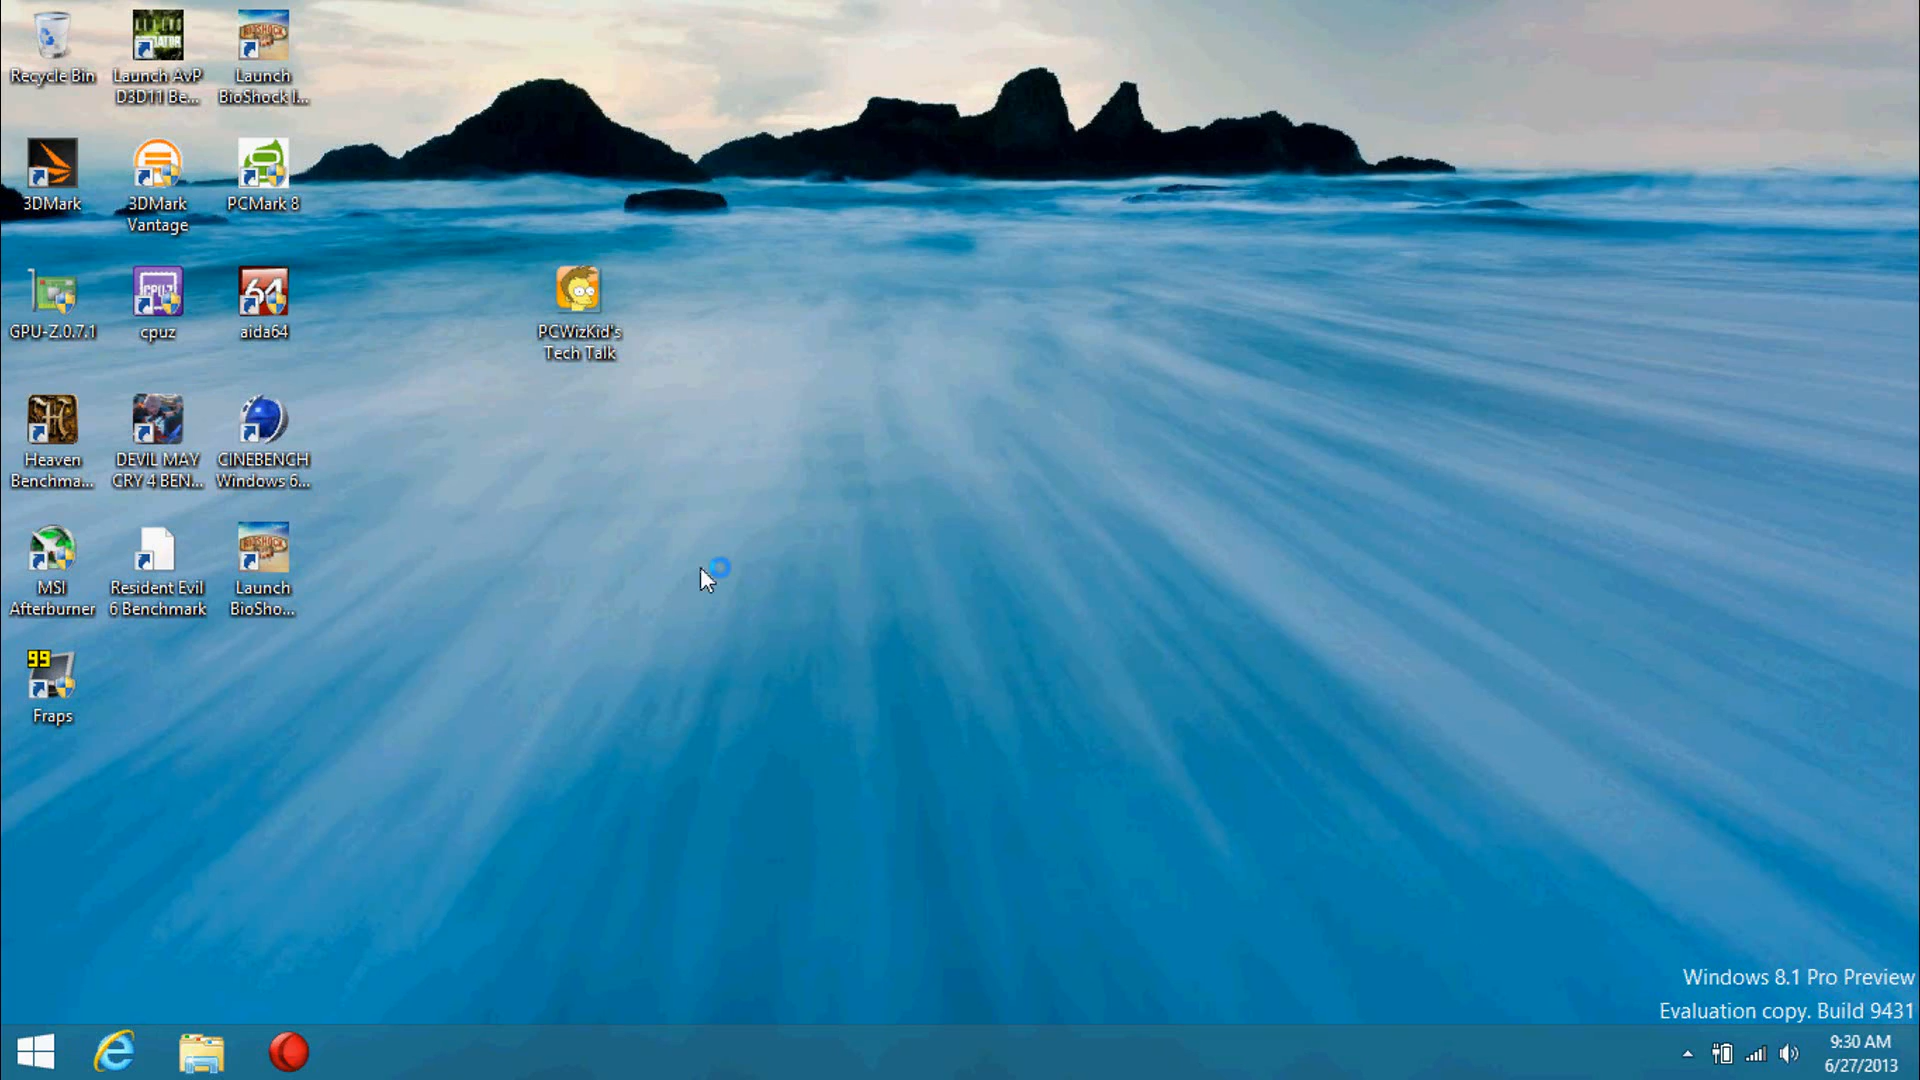 Recycle Bin
Launch AvP
D3D11 Be...
Launch
BioShock I...
3DMark
3DMark
Vantage
PCMark 8
GPU-Z.0.7.1
cpuz
aida64
64
PCWizKid's
Tech Talk
Heaven
Benchma...
DEVIL MAY
CRY 4 BEN...
CINEBENCH
Windows 6...
MSI
Afterburner
Resident Evil
6 Benchmark
Launch
BioSho...
99
Fraps
Windows 8.1 Pro Preview
Evaluation copy. Build 9431
9:30 AM
6/27/2013